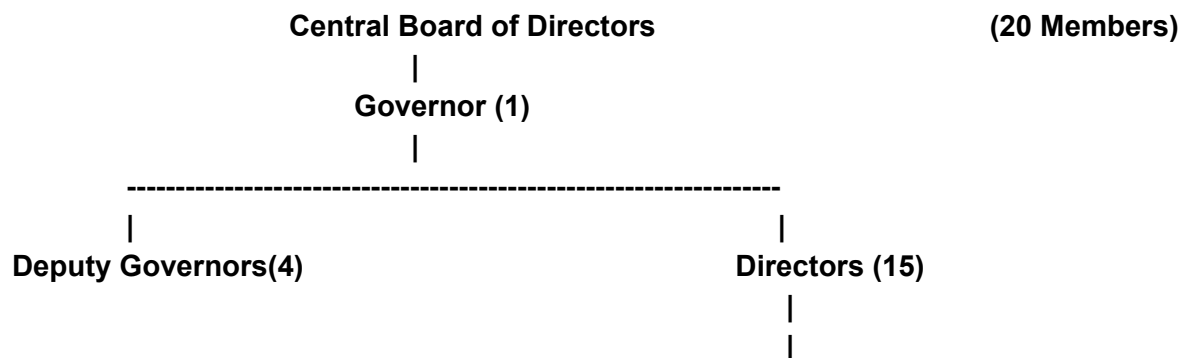 Central Board of Directors (20 Members)
|
Governor (1)
|
-------------------------------------------------------------------
| |
Deputy Governors(4) Directors (15)
|
|